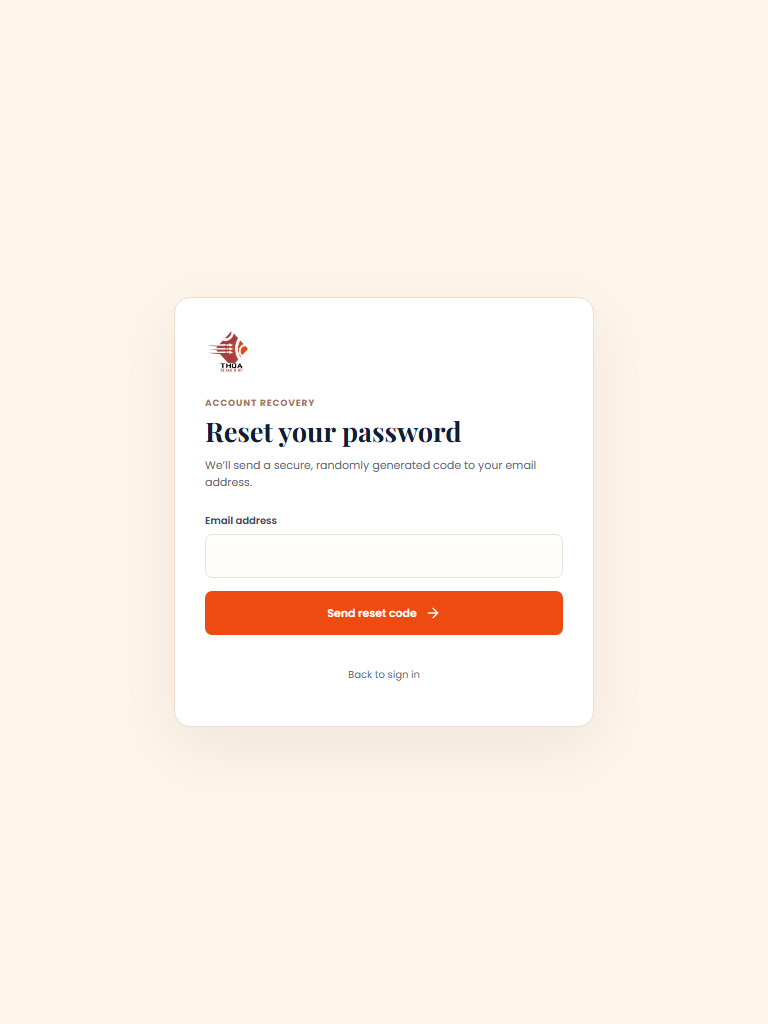 THOA
ACCOUNT RECOVERY
Reset your password
We'll send a secure, randomly generated code to your email
address.
Email address
Send reset code
Back to sign in